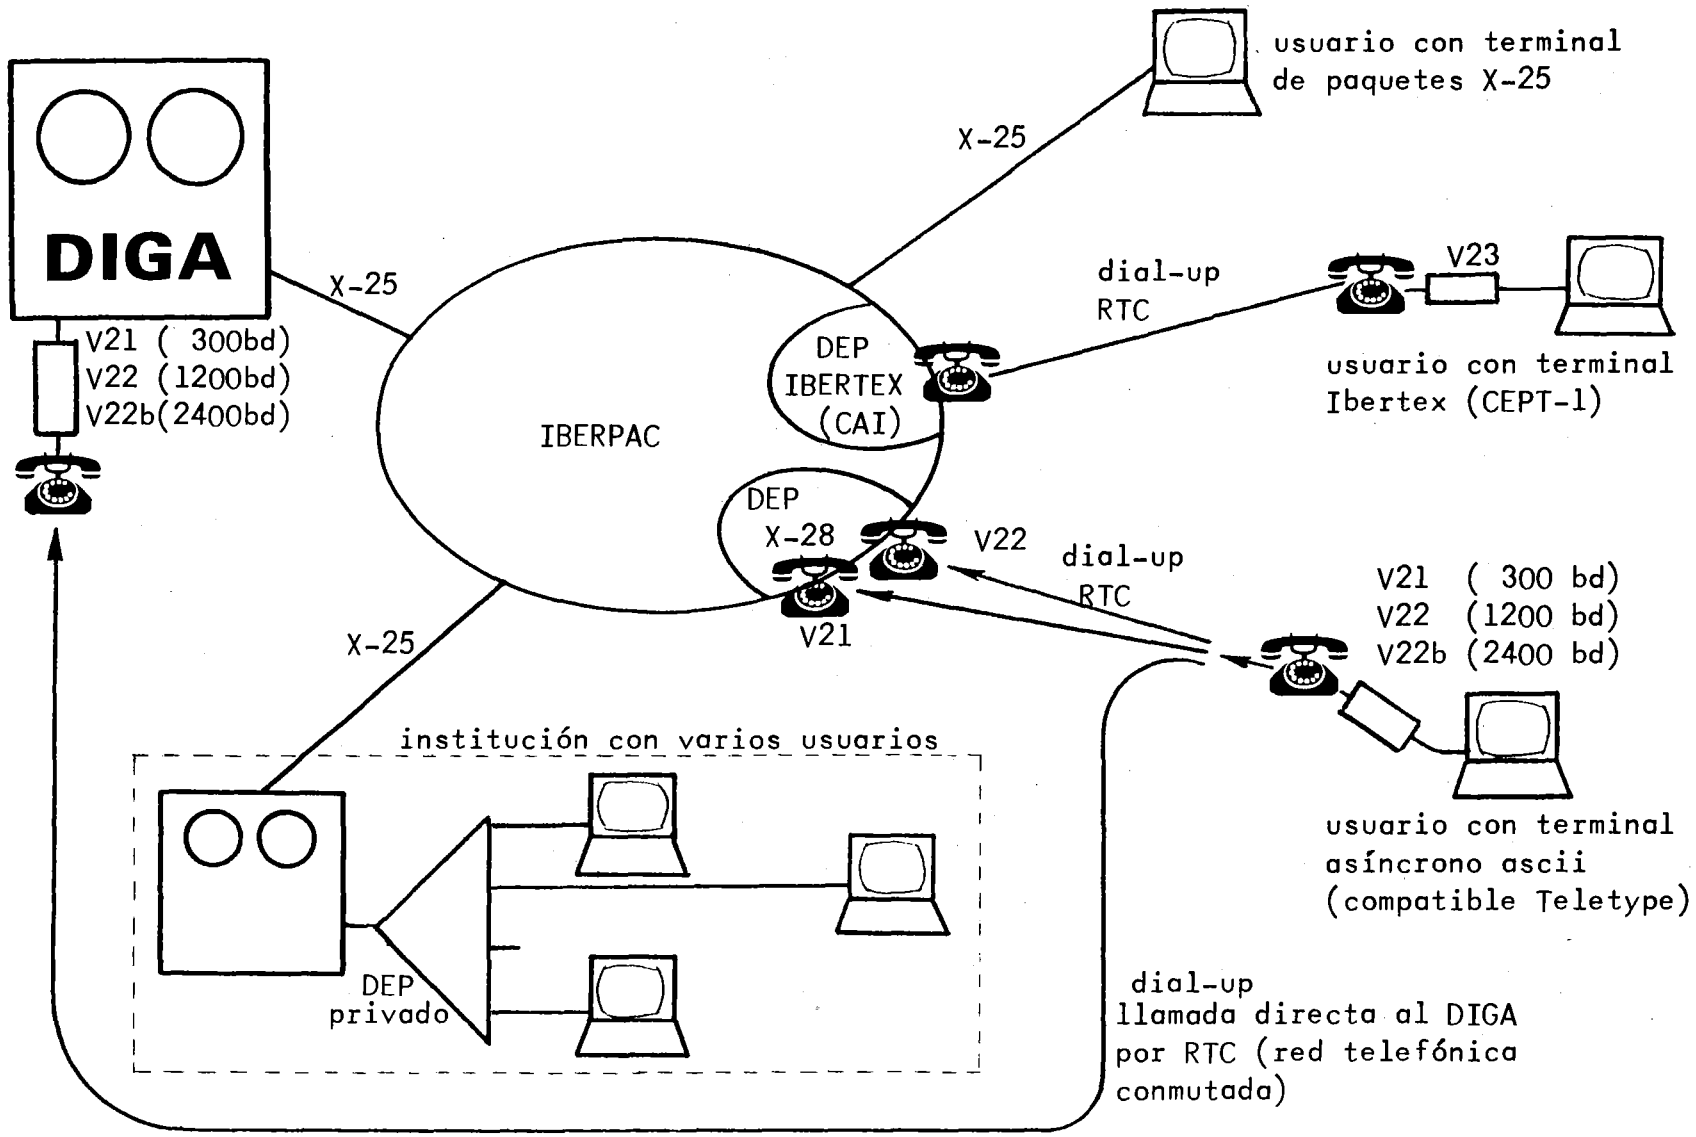 usuario con terminal
de paquetes X-25
X-25
DIGA
X-25
V21 ( 300bd)
V22 (1200bd)
V22b(2400bd)
dial-up
RTC
V23
usuario con terminal
Ibertex (CEPT-1)
DEP
IBERTEX
(CAI)
IBERPAC
DEP
X-28
V22
V21
dial-up
RTC
V21 ( 300 bd)
V22 (1200 bd)
V22b (2400 bd)
usuario con terminal
asíncrono ascii
(compatible Teletype)
X-25
institución con varios usuarios
DEP
privado
dial-up
llamada directa al DIGA
por RTC (red telefónica
conmutada)